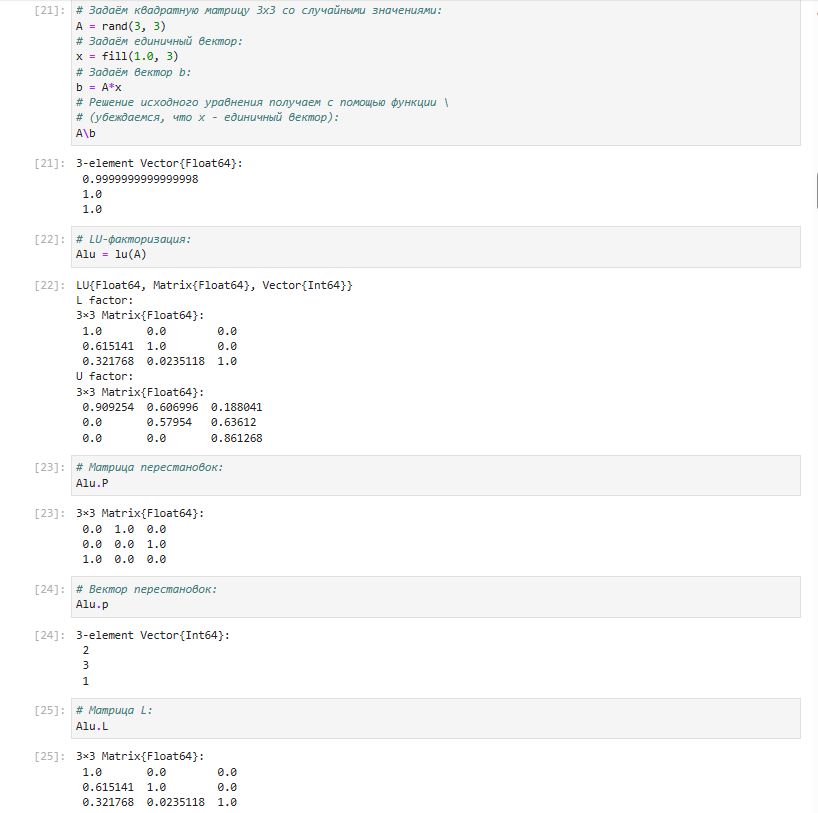 [21]: # Задаём квадратную матрицу 3x3 со случайными значениями:
A = rand(3, 3)
# Задаём единичный вектор:
x = fill(1.0, 3)
# Задаём вектор b:
b = A*x
# Решение исходного уравнения получаем с помощью функции \
# (убеждаемся, что x - единичный вектор):
A\b
[21]: 3-element Vector{Float64}:
0.9999999999999998
1.0
1.0
[22]: # LU-факторизация:
Alu = lu(A)
[22]: LU{Float64, Matrix{Float64}, Vector{Int64}}
L factor:
3×3 Matrix{Float64}:
1.0 0.0 0.0
0.615141 1.0 0.0
0.321768 0.0235118 1.0
U factor:
3×3 Matrix{Float64}:
0.909254 0.606996 0.188041
0.0 0.57954 0.63612
0.0 0.0 0.861268
[23]: # Матрица перестановок:
Alu.P
[23]: 3×3 Matrix{Float64}:
0.0 1.0 0.0
0.0 0.0 1.0
1.0 0.0 0.0
[24]: # Вектор перестановок:
Alu.p
[24]: 3-element Vector{Int64}:
2
3
1
[25]: # Матрица L:
Alu.L
[25]: 3×3 Matrix{Float64}:
1.0 0.0 0.0
0.615141 1.0 0.0
0.321768 0.0235118 1.0